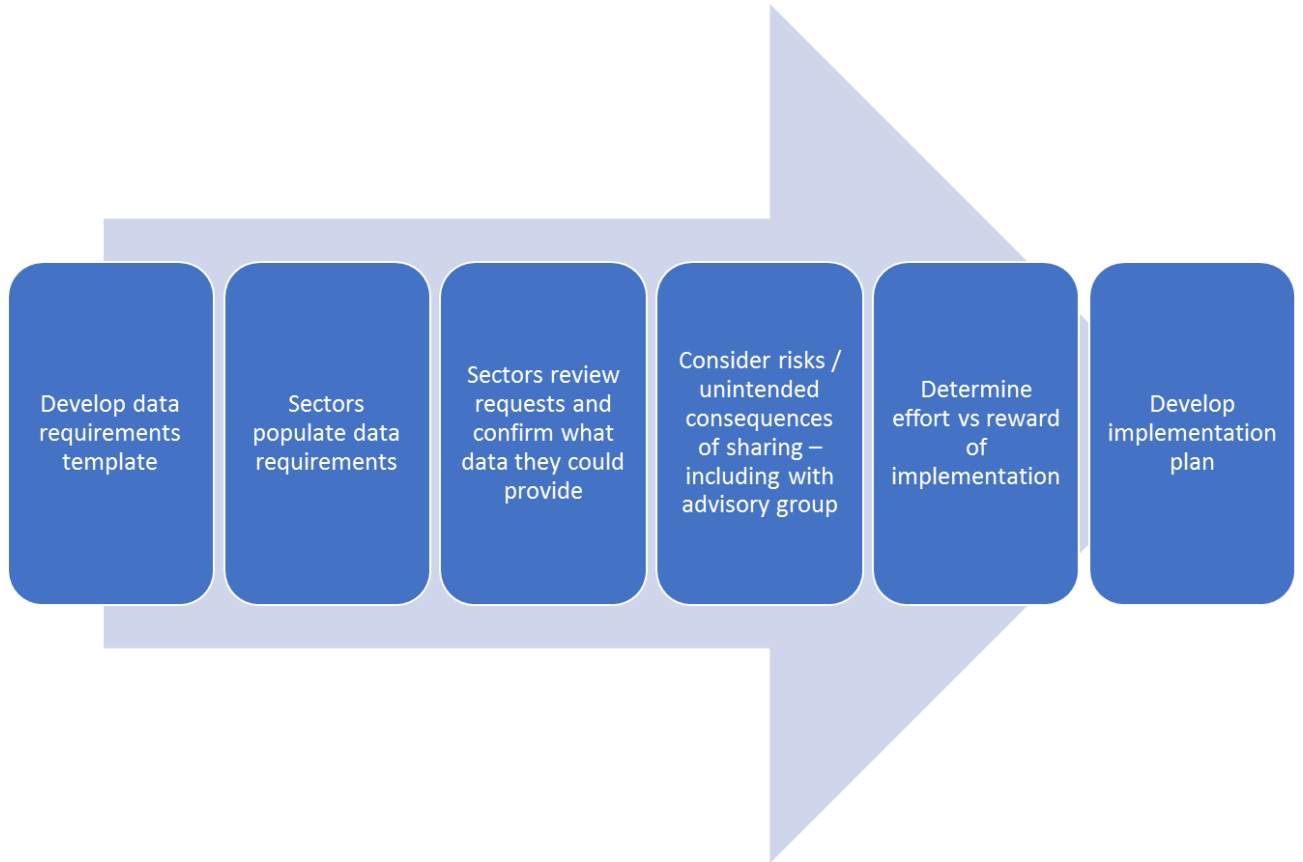 Develop data
requirements
template
Sectors
populate data
requirements
Sectors review
requests and
confirm what
data they could
provide
Consider risks /
unintended
consequences
of sharing –
including with
advisory group
Determine
effort vs reward
of
implementation
Develop
implementation
plan